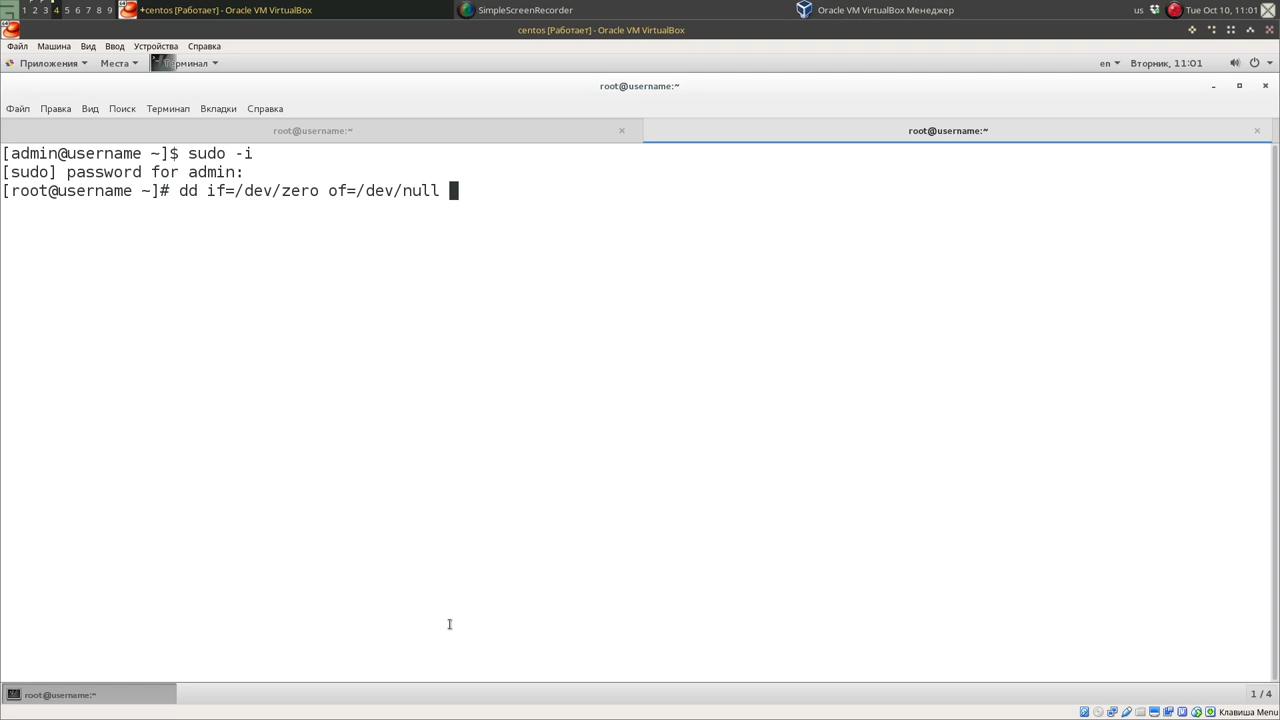 1 2 3 4 5 6 7 8 9 +centos [Работает] - Oracle VM VirtualBox SimpleScreenRecorder Oracle VM VirtualBox Менеджер us Tue Oct 10, 11:01
centos [Работает] - Oracle VM VirtualBox
Файл Машина Вид Ввод Устройства Справка
Приложения Места Терминал en Вторник, 11:01
root@username:~
Файл Правка Вид Поиск Терминал Вкладки Справка
root@username:~ root@username:~
[admin@username ~]$ sudo -i
[sudo] password for admin:
[root@username ~]# dd if=/dev/zero of=/dev/null
root@username:~ 1 / 4
Клавиша Menu